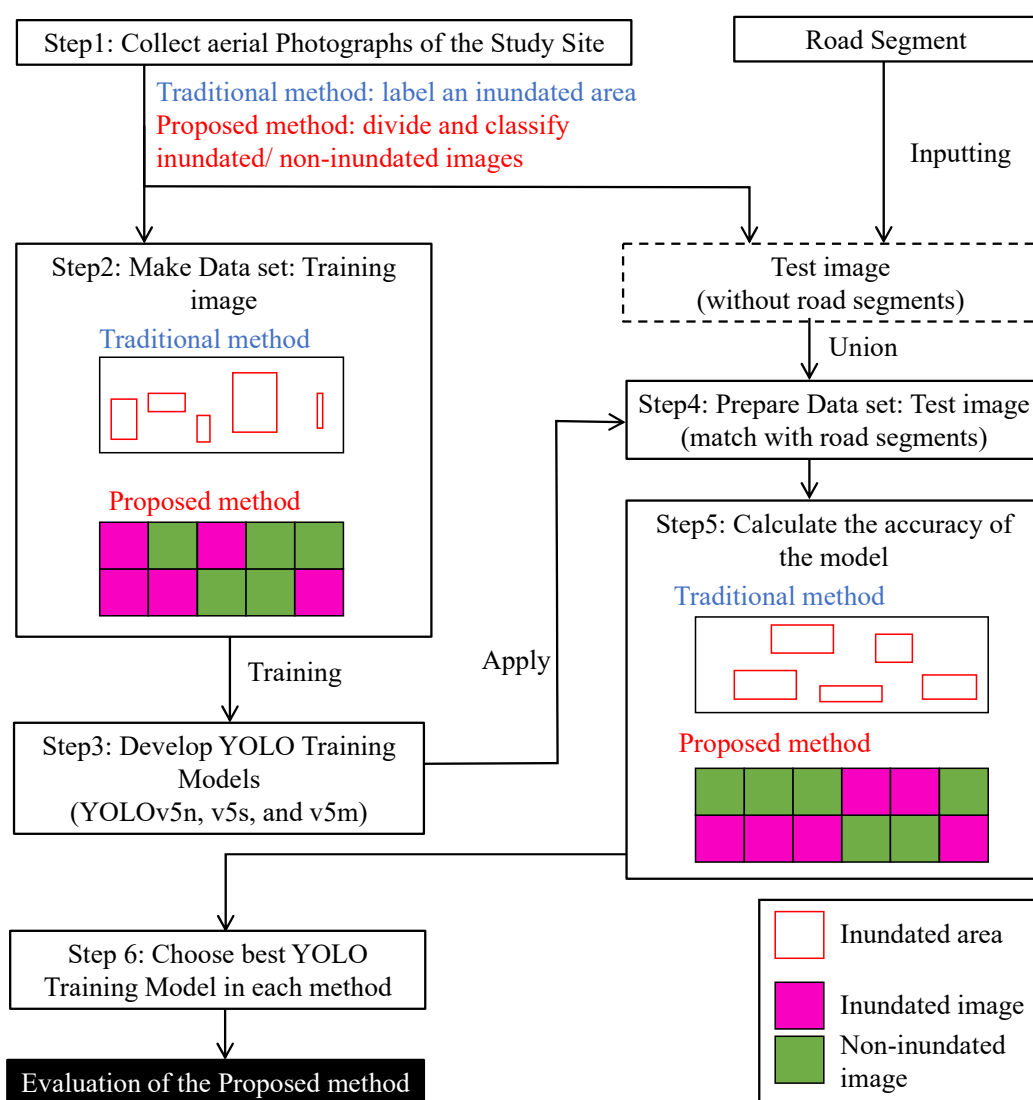 Step1: Collect aerial Photographs of the Study Site
Road Segment
Traditional method: label an inundated area
Proposed method: divide and classify
inundated/ non-inundated images
Inputting
Step2: Make Data set: Training
image
Traditional method
Proposed method
Test image
(without road segments)
Union
Step4: Prepare Data set: Test image
(match with road segments)
Step5: Calculate the accuracy of
the model
Traditional method
Proposed method
Training
Apply
Step3: Develop YOLO Training
Models
(YOLOv5n, v5s, and v5m)
Step 6: Choose best YOLO
Training Model in each method
Evaluation of the Proposed method
Inundated area
Inundated image
Non-inundated
image